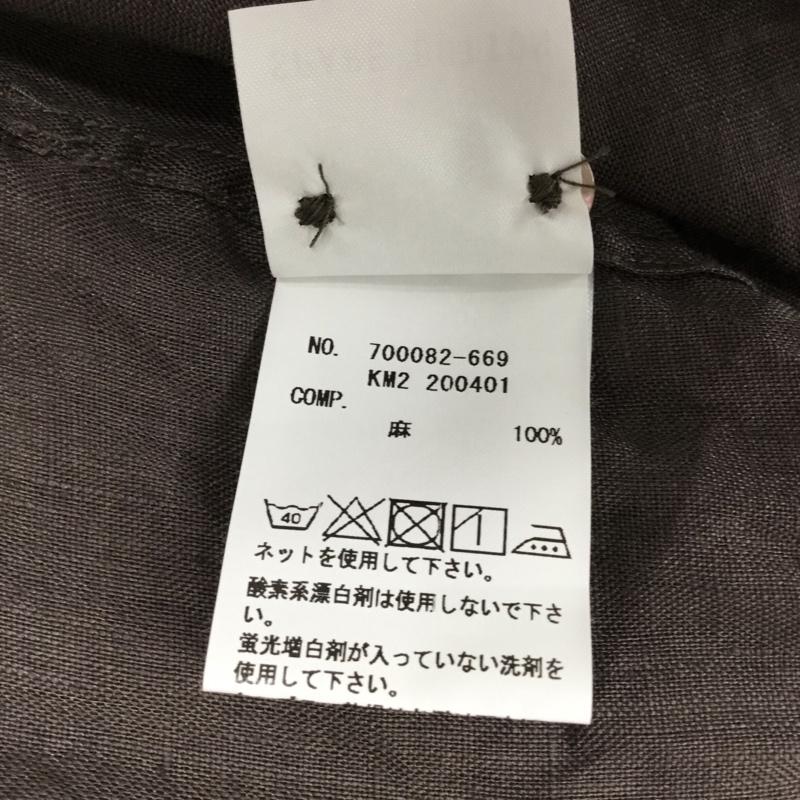 NO. 700082-669
KM2 200401
COMP.
麻 100%
40
ネットを使用して下さい。
酸素系漂白剤は使用しないで下さ
い。
蛍光増白剤が入っていない洗剤を
使用して下さい。